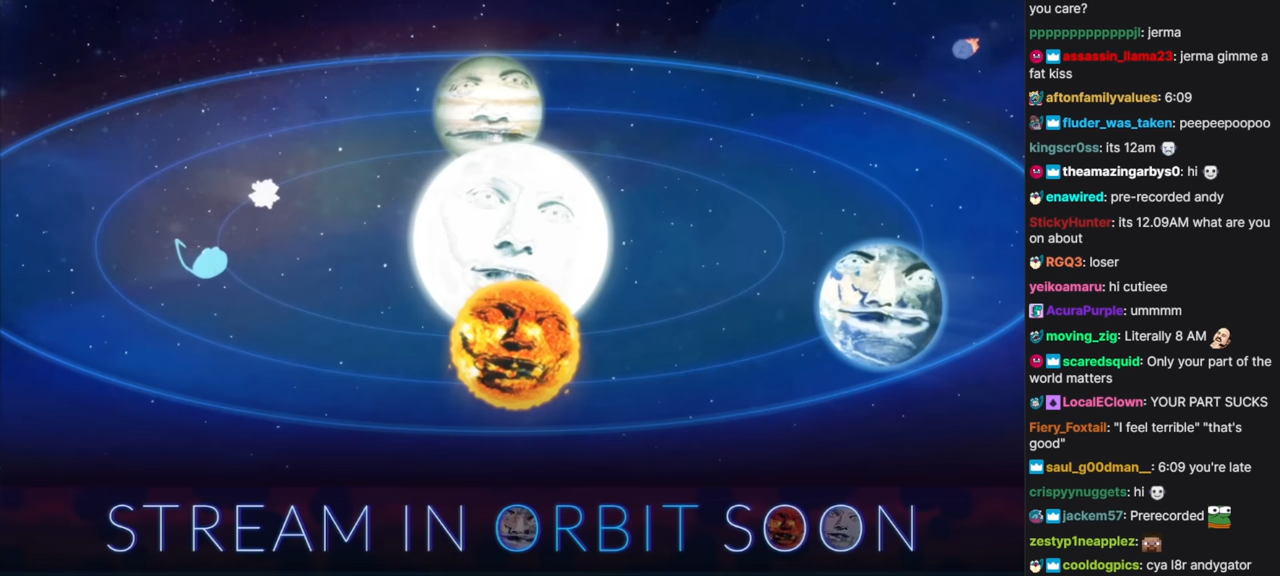 STREAM IN ORBIT SOON
you care?
pppppppppppppjl: jerma
assassin_llama23: jerma gimme a
fat kiss
aftonfamilyvalues: 6:09
fluder_was_taken: peepeepoopoo
kingscr0ss: its 12am
theamazingarbys0: hi
enawired: pre-recorded andy
StickyHunter: its 12.09AM what are you
on about
RGQ3: loser
yeikoamaru: hi cutieee
AcuraPurple: ummmm
moving_zig: Literally 8 AM
scaredsquid: Only your part of the
world matters
LocalEClown: YOUR PART SUCKS
Fiery_Foxtail: "I feel terrible" "that's
good"
saul_g00dman__: 6:09 you're late
crispyynuggets: hi
jackem57: Prerecorded
zestyp1neapplez:
cooldogpics: cya l8r andygator